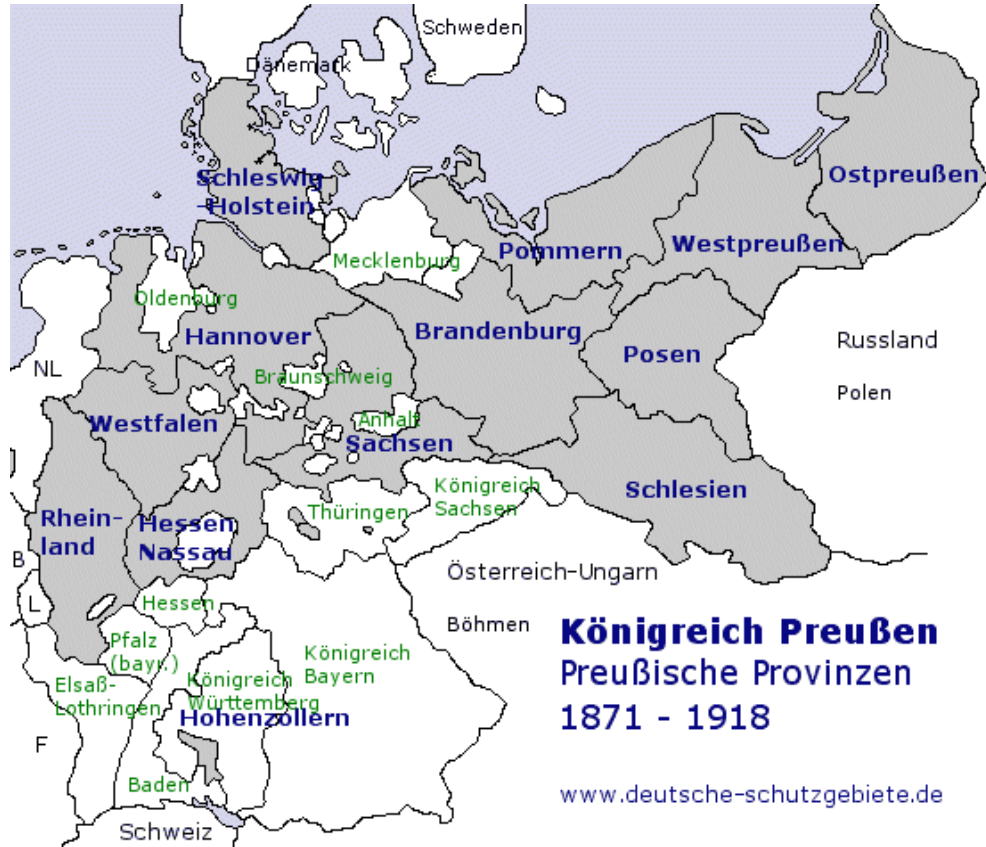 Schweden
Dänemark
Schleswig
-Holstein
Ostpreußen
Westpreußen
Pommern
Mecklenburg
Oldenburg
Hannover
Brandenburg
Posen
Russland
Polen
NL
Braunschweig
Westfalen
Anhalt
Sachsen
Königreich
Sachsen
Schlesien
Thüringen
Rhein-
land
Hessen
Nassau
B
L
Hessen
Österreich-Ungarn
Böhmen
Pfalz
(bayr.)
Königreich
Bayern
Elsaß-
Lothringen
Königreich
Württemberg
Hohenzollern
F
Baden
Schweiz
Königreich Preußen
Preußische Provinzen
1871 - 1918
www.deutsche-schutzgebiete.de